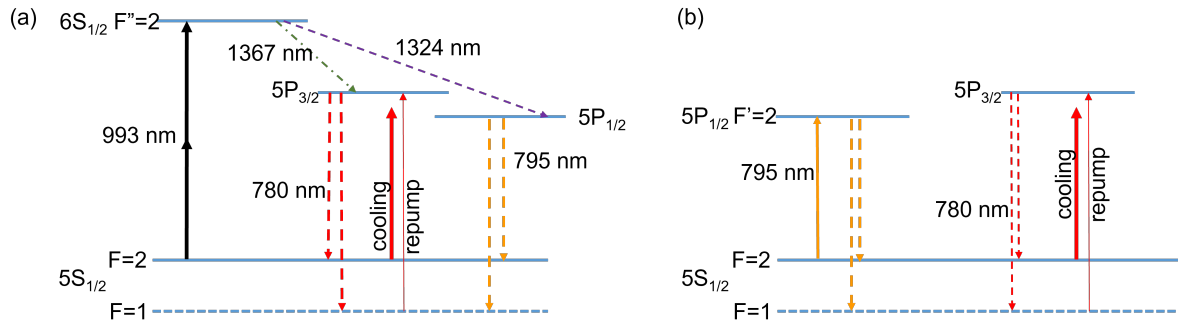 (a)
6S1/2 F”=2
1367 nm
1324 nm
5P3/2
5P1/2
993 nm
780 nm
cooling
repump
795 nm
F=2
5S1/2
F=1
(b)
5P3/2
5P1/2 F’=2
795 nm
780 nm
cooling
repump
F=2
5S1/2
F=1